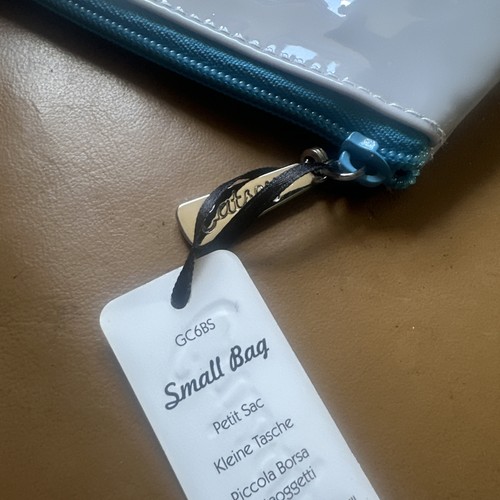 GC6BS
Small Bag
Petit Sac
Kleine Tasche
Piccola Borsa